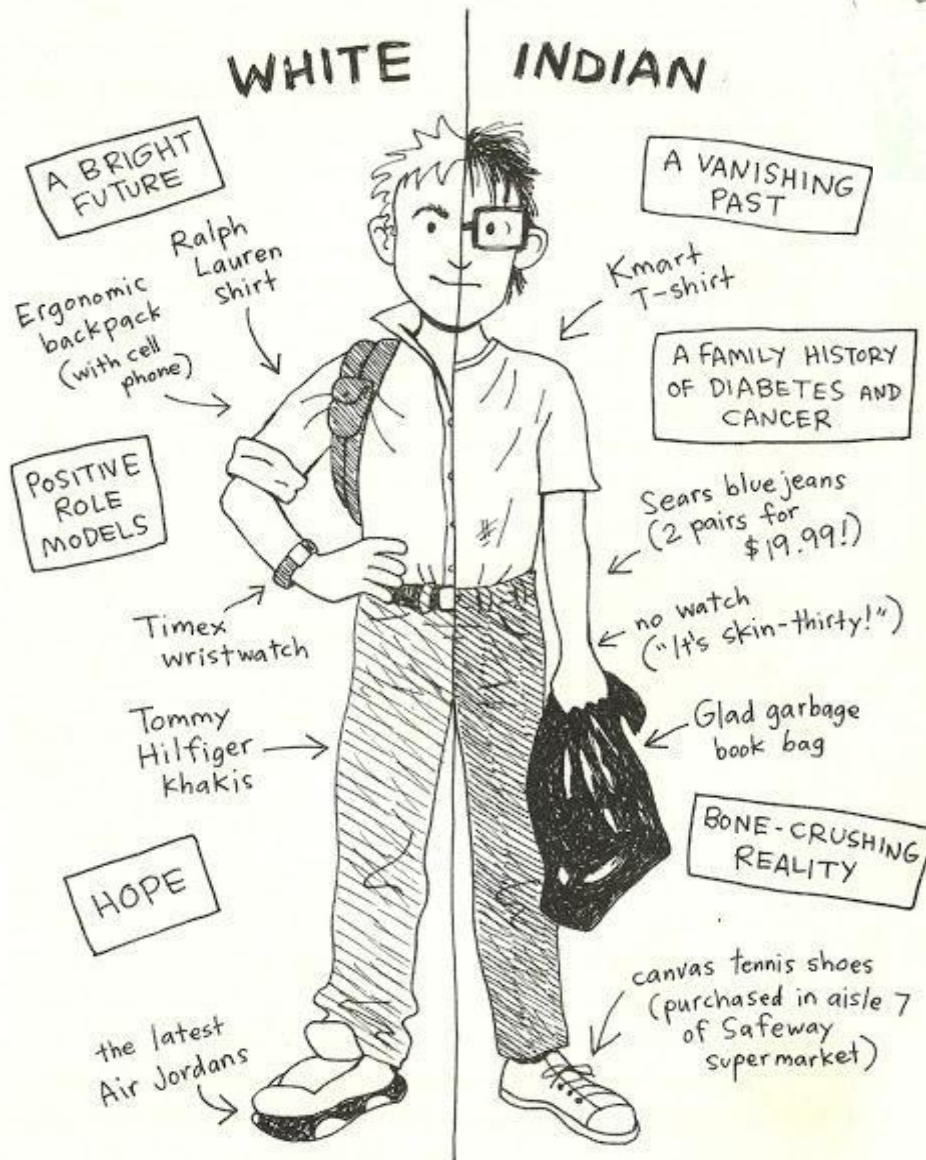 WHITE
INDIAN
A BRIGHT
FUTURE
Ralph
Lauren
shirt
Ergonomic
backpack
(with cell
phone)
POSITIVE
ROLE
MODELS
Timex
wristwatch
Tommy
Hilfiger
khakis
HOPE
the latest
Air Jordans
A VANISHING
PAST
Kmart
T-shirt
A FAMILY HISTORY
OF DIABETES AND
CANCER
Sears blue jeans
(2 pairs for
$19.99!)
no watch
("It's skin-thirty!")
Glad garbage
book bag
BONE-CRUSHING
REALITY
canvas tennis shoes
(purchased in aisle 7
of Safeway
supermarket)